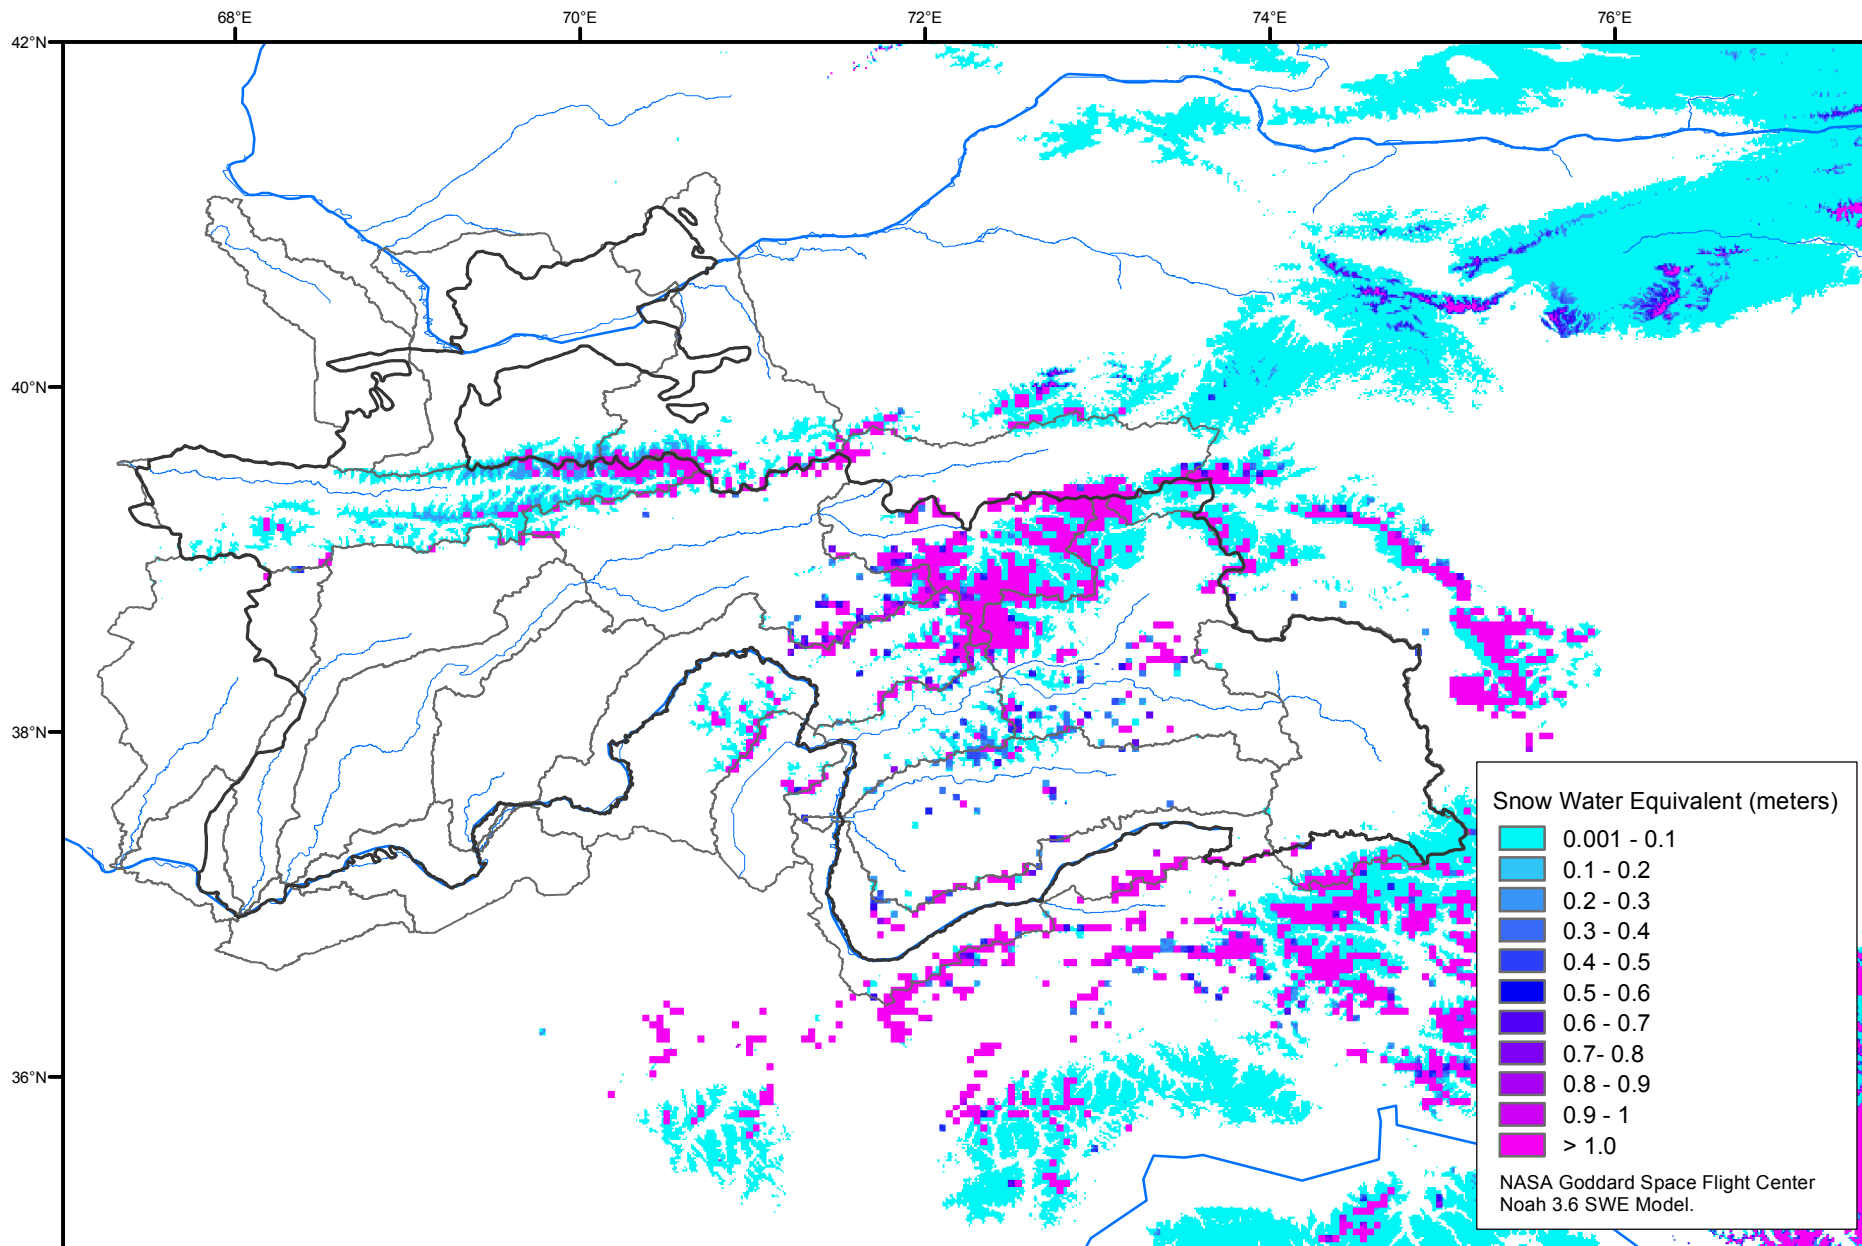 68°E
70°E
72°E
74°E
76°E
42°N
40°N
38°N
36°N
Snow Water Equivalent (meters)
0.001 - 0.1
0.1 - 0.2
0.2 - 0.3
0.3 - 0.4
0.4 - 0.5
0.5 - 0.6
0.6 - 0.7
0.7- 0.8
0.8 - 0.9
0.9 - 1
> 1.0
NASA Goddard Space Flight Center
Noah 3.6 SWE Model.